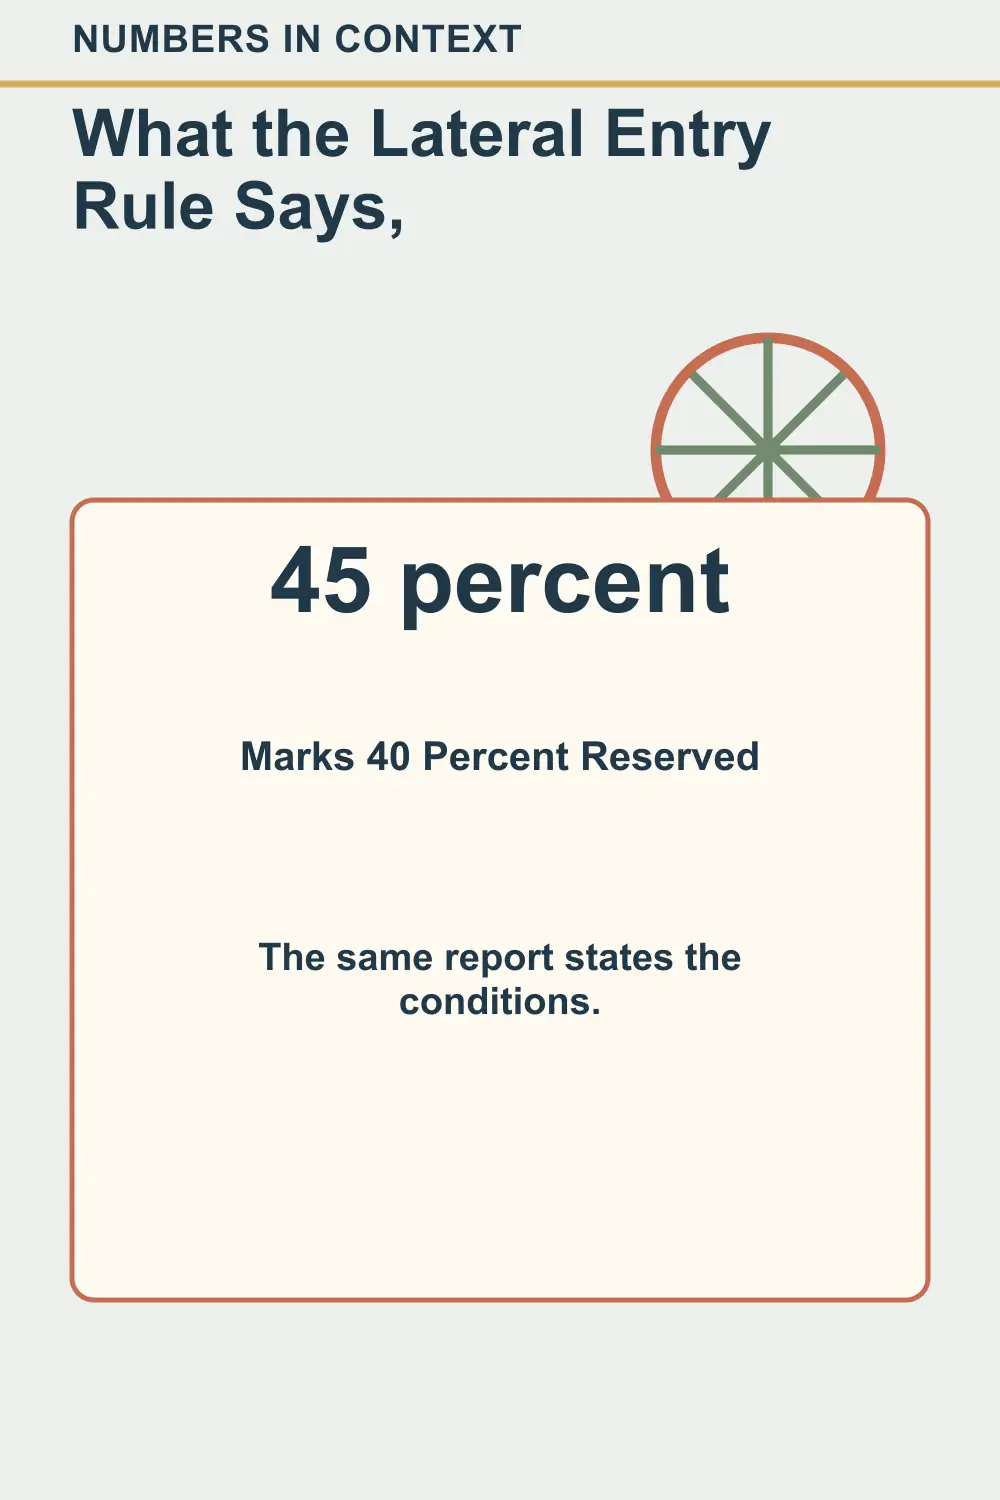 NUMBERS IN CONTEXT
What the Lateral Entry
Rule Says,
45 percent
Marks 40 Percent Reserved
The same report states the
conditions.